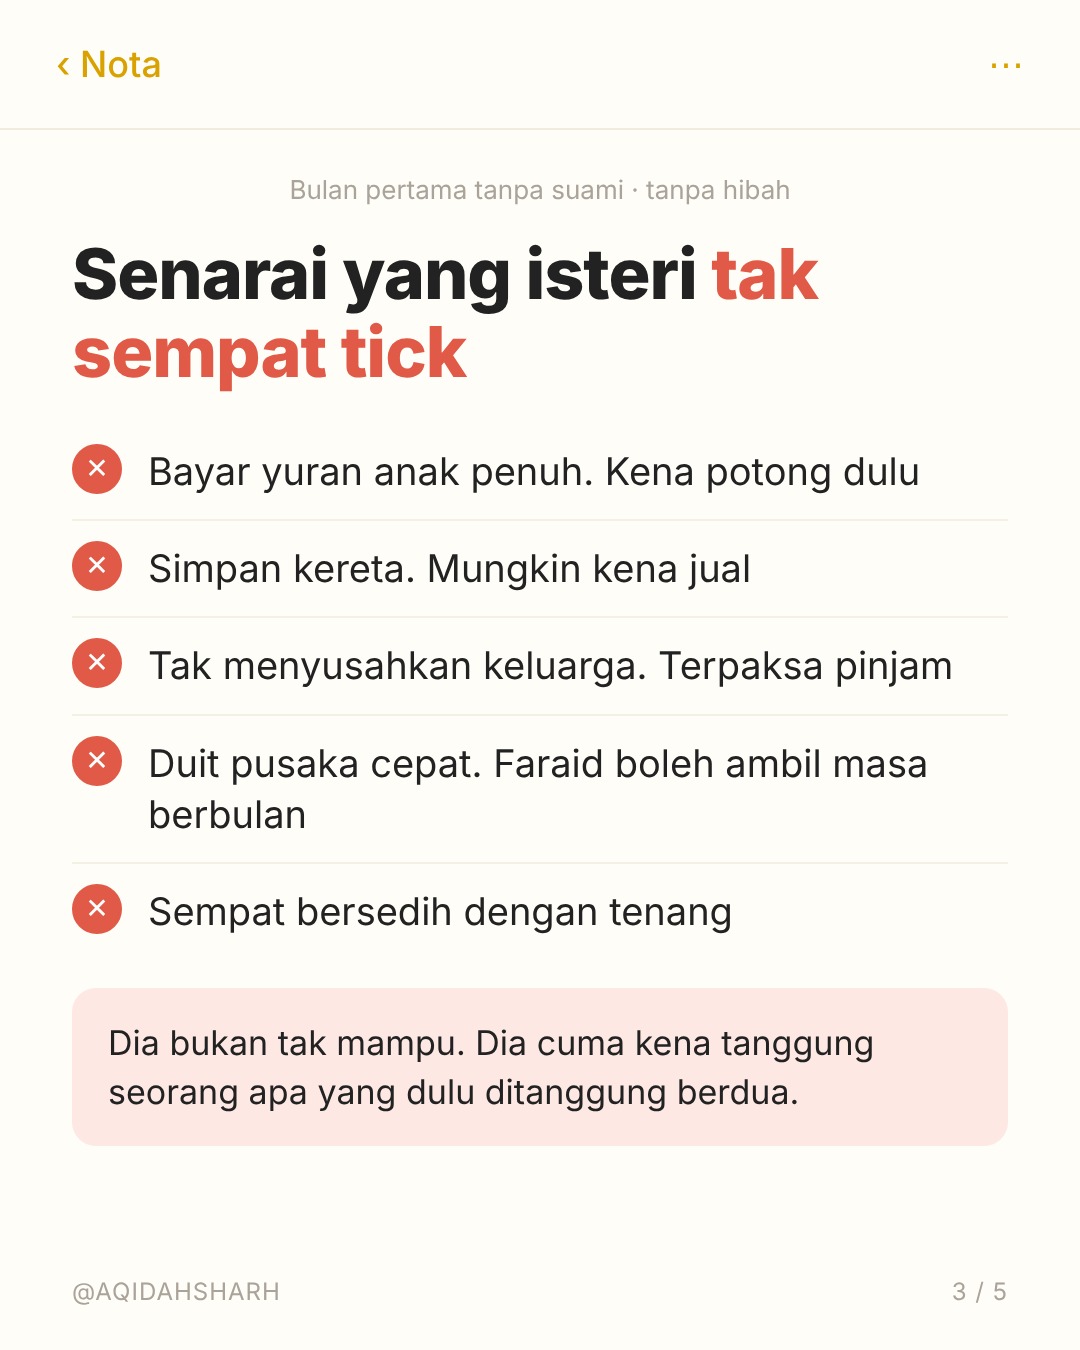 ‹ Nota
...
Bulan pertama tanpa suami · tanpa hibah
Senarai yang isteri tak
sempat tick
Bayar yuran anak penuh. Kena potong dulu
Simpan kereta. Mungkin kena jual
Tak menyusahkan keluarga. Terpaksa pinjam
Duit pusaka cepat. Faraid boleh ambil masa
berbulan
Sempat bersedih dengan tenang
Dia bukan tak mampu. Dia cuma kena tanggung
seorang apa yang dulu ditanggung berdua.
@AQIDAHSHARH
3 / 5